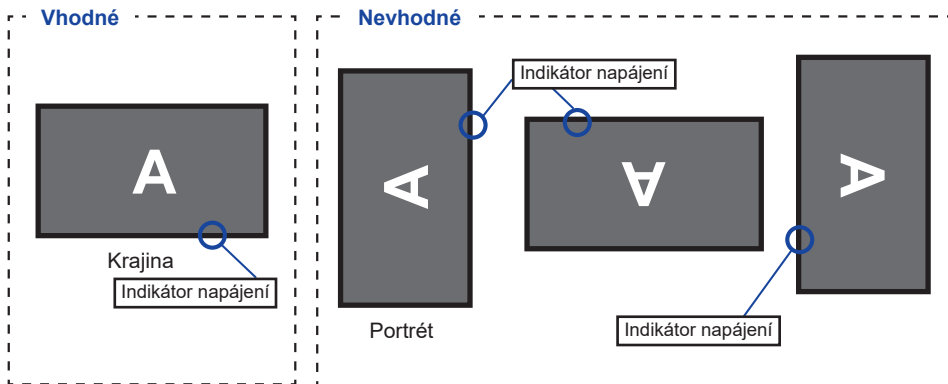 Vhodné
A
Krajina
Indikátor napájení
Nevhodné
Indikátor napájení
A
A
A
Portrét
Indikátor napájení